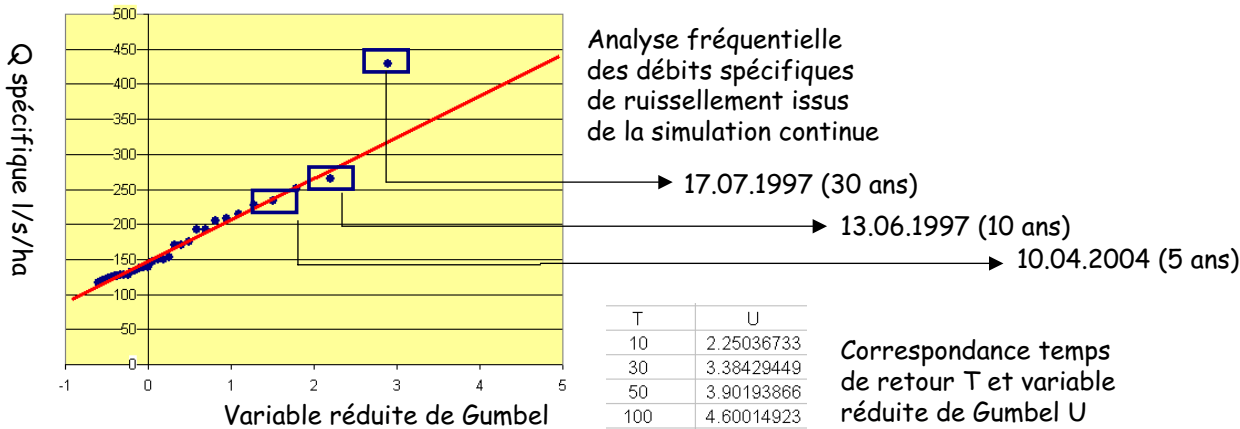 500
450
400
350
300
250
200
150
100
50
0
-1 0 1 2 3 4 5
Q spécifique l/s/ha
Variable réduite de Gumbel
Analyse fréquentielle
des débits spécifiques
de ruissellement issus
de la simulation continue
17.07.1997 (30 ans)
13.06.1997 (10 ans)
10.04.2004 (5 ans)
T U
10 2.25036733
30 3.38429449
50 3.90193866
100 4.60014923
Correspondance temps
de retour T et variable
réduite de Gumbel U